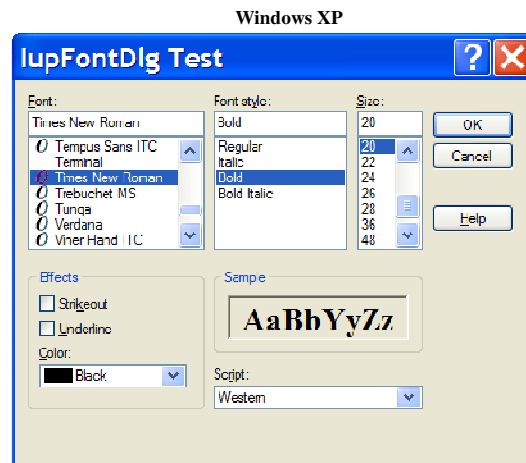 Windows XP
IupFontDlg Test
Font:
Times New Roman
Tempus Sans ITC
Terminal
Times New Roman
Trebuchet MS
Tunga
Verdana
Viner Hand ITC
Font style:
Bold
Regular
Italic
Bold
Bold Italic
Size:
20
20
22
24
26
28
36
48
OK
Cancel
Help
Effects
Strikeout
Underline
Color:
Black
Sample
AaBbYyZz
Script:
Western